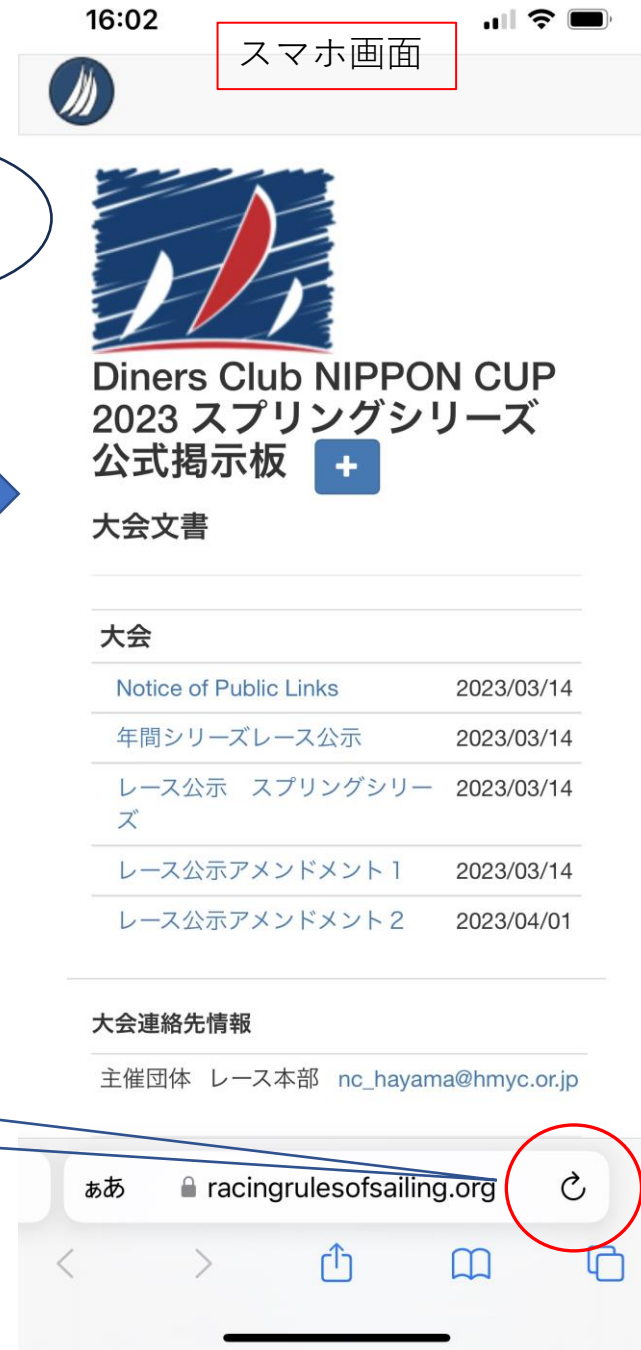 16:02
スマホ画面
Diners Club NIPPON CUP
2023 スプリングシリーズ
公式掲示板 +
大会文書
大会
Notice of Public Links 2023/03/14
年間シリーズレース公示 2023/03/14
レース公示 スプリングシリー 2023/03/14
ズ
レース公示アメンドメント1 2023/03/14
レース公示アメンドメント2 2023/04/01
大会連絡先情報
主催団体 レース本部 nc_hayama@hmyc.or.jp
ぁあ racingrulesofsailing.org